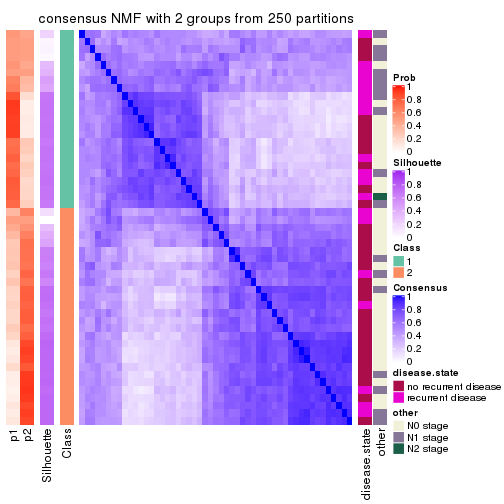 consensus NMF with 2 groups from 250 partitions
Prob
1
0.8
0.6
0.4
0.2
0
Silhouette
1
0.8
0.6
0.4
0.2
0
Class
1
2
Consensus
1
0.8
0.6
0.4
0.2
0
disease.state
no recurrent disease
recurrent disease
other
N0 stage
N1 stage
N2 stage
p1
p2
Silhouette
Class
disease.state
other